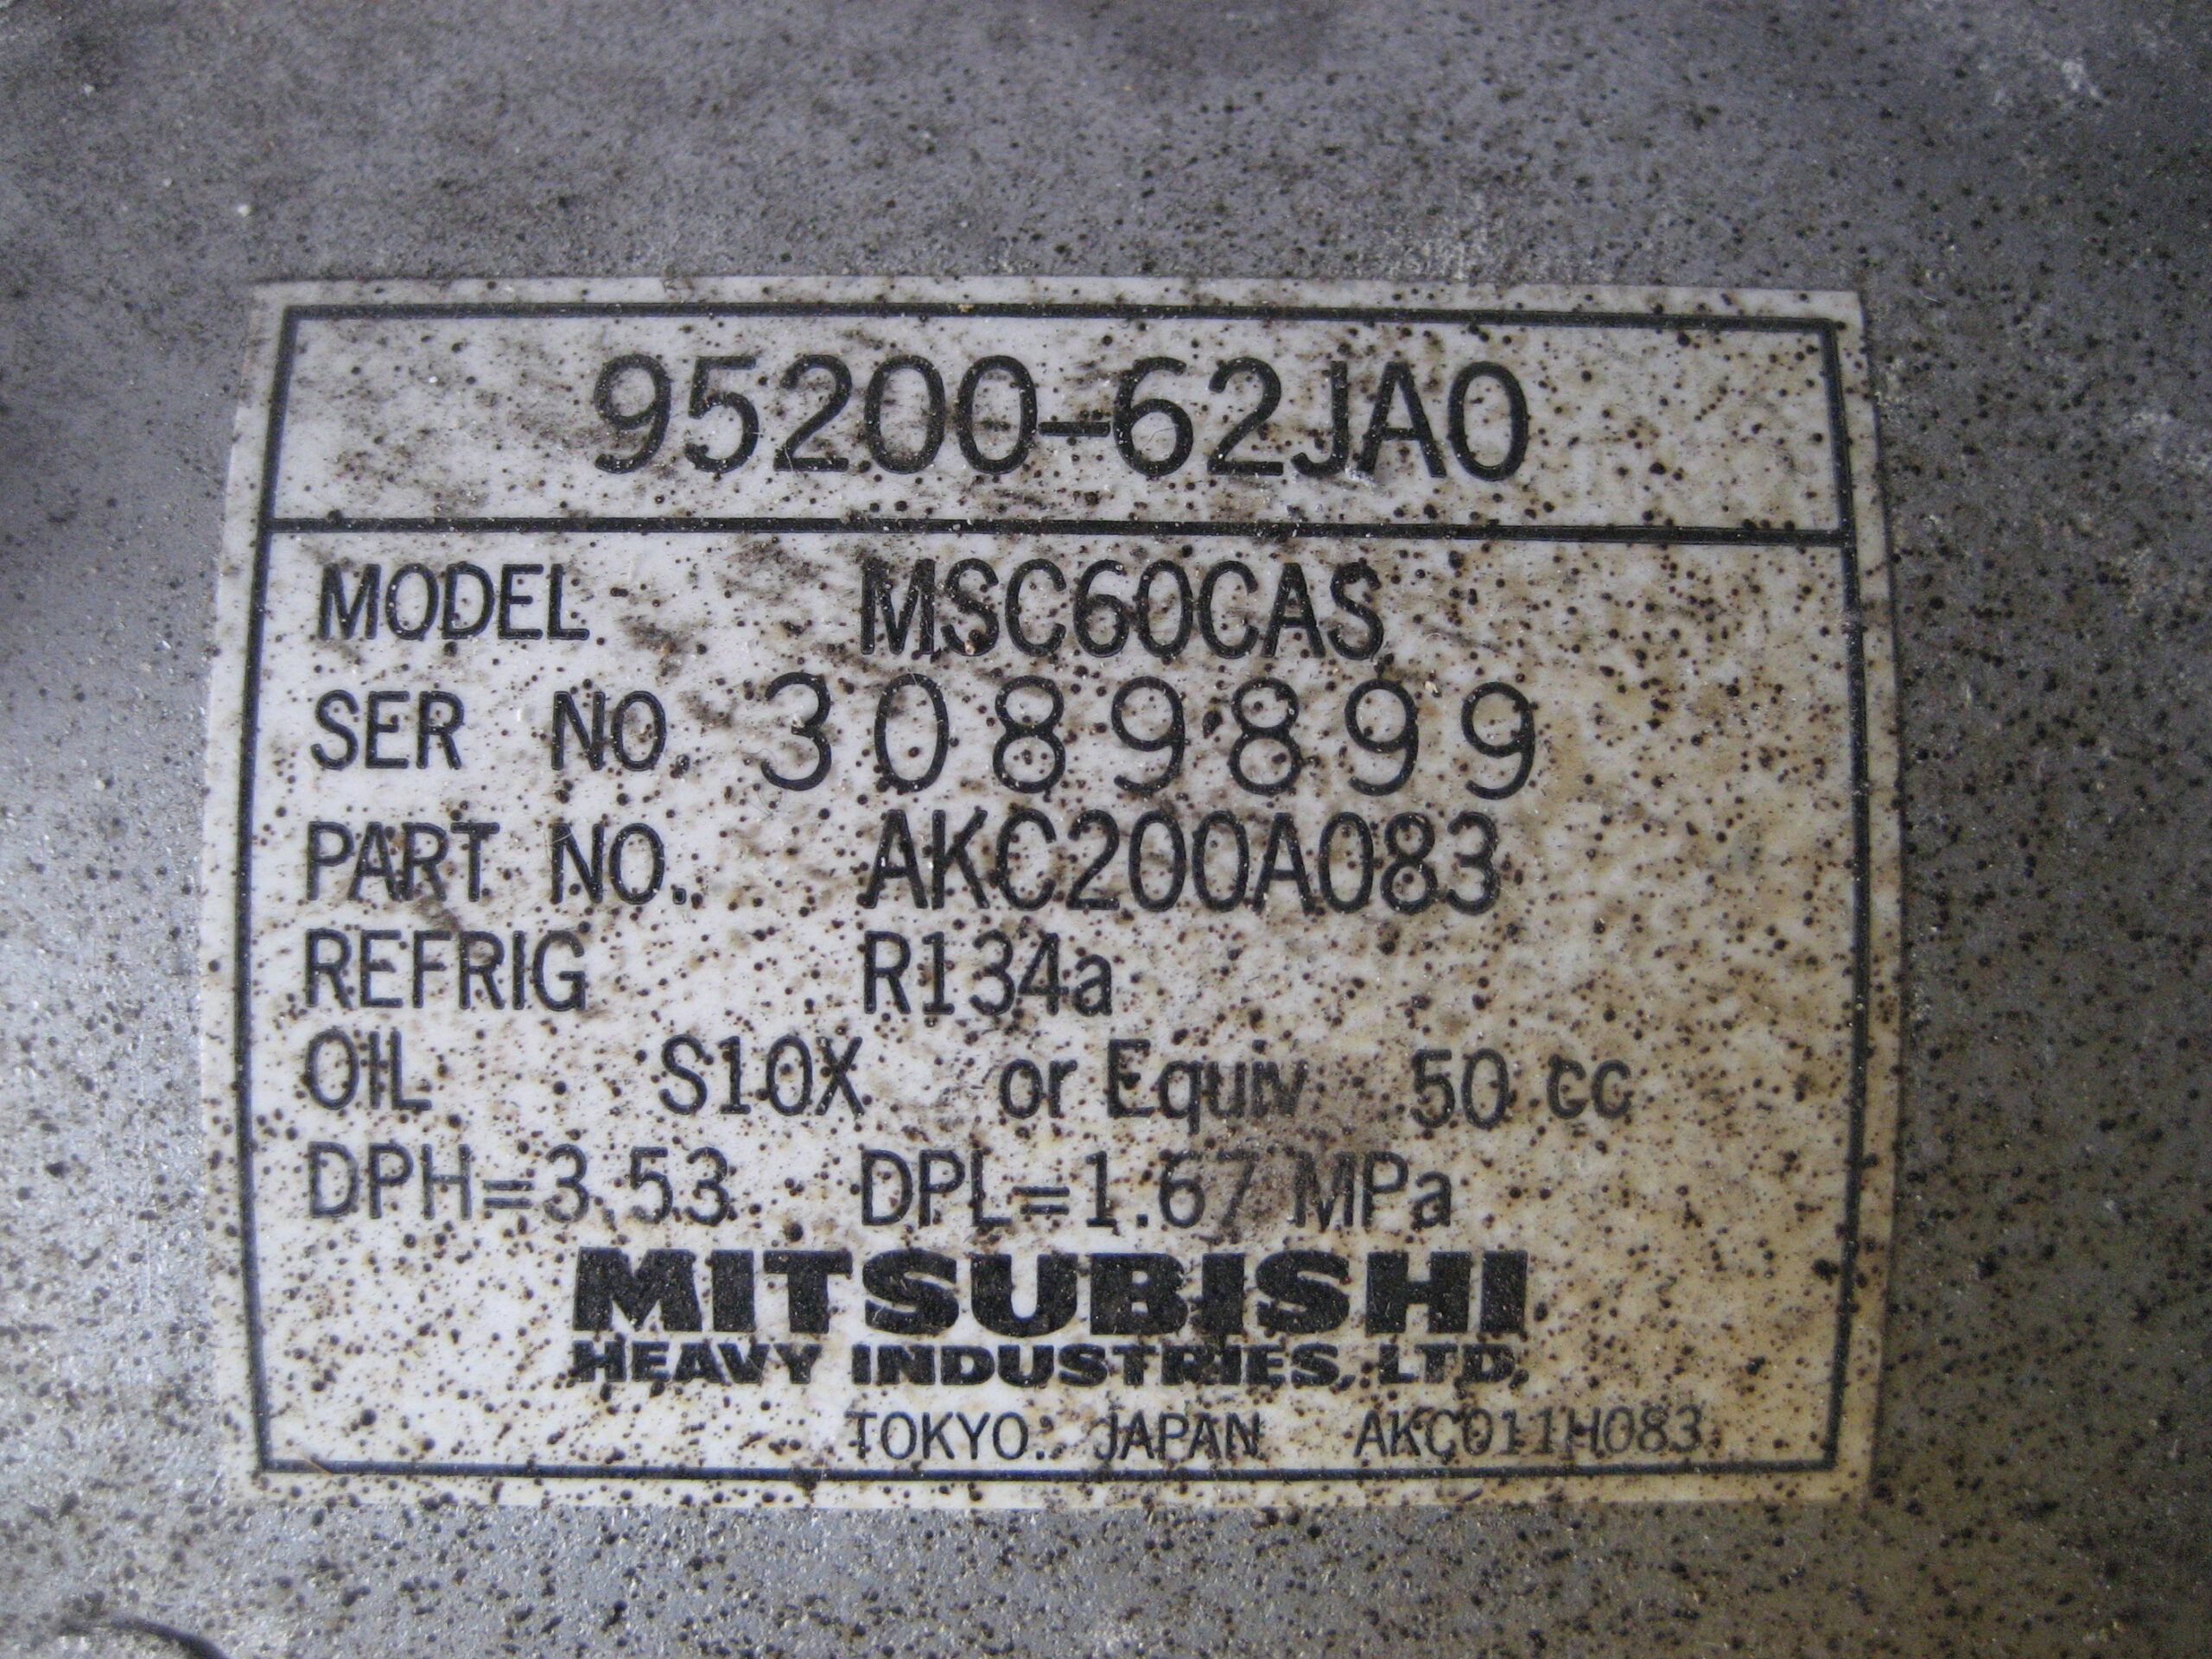 95200-62JA0
MODEL MSC60CAS
SER NO. 3089899
PART NO. AKC200A083
REFRIG R134a
OIL S10X or Equiv 50 cc
DPH=3.53 DPL=1.67 MPa
MITSUBISHI
HEAVY INDUSTRIES, LTD.
TOKYO. JAPAN AKC011H083